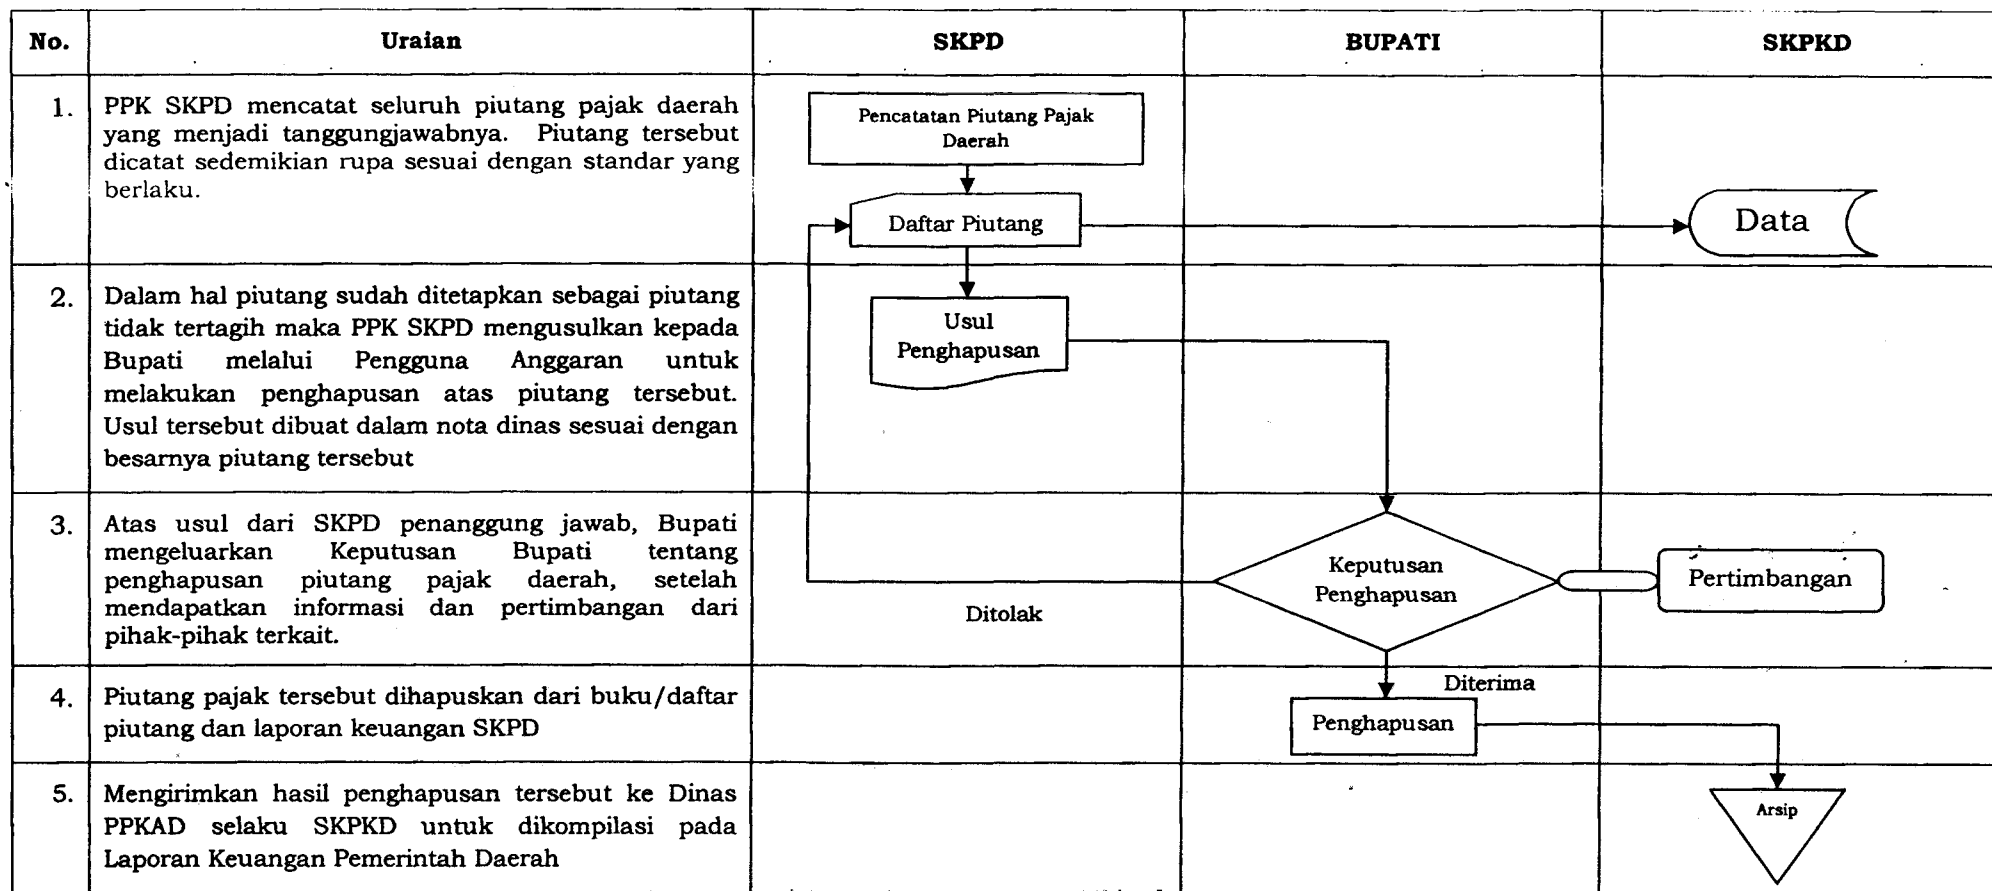 No. Uraian SKPD BUPATI SKPKD
1. PPK SKPD mencatat seluruh piutang pajak daerah
yang menjadi tanggungjawabnya. Piutang tersebut
dicatat sedemikian rupa sesuai dengan standar yang
berlaku.
Pencatatan Piutang Pajak
Daerah
Daftar Piutang
Data
2. Dalam hal piutang sudah ditetapkan sebagai piutang
tidak tertagih maka PPK SKPD mengusulkan kepada
Bupati melalui Pengguna Anggaran untuk
melakukan penghapusan atas piutang tersebut.
Usul tersebut dibuat dalam nota dinas sesuai dengan
besarnya piutang tersebut
Usul
Penghapusan
3. Atas usul dari SKPD penanggung jawab, Bupati
mengeluarkan Keputusan Bupati tentang
penghapusan piutang pajak daerah, setelah
mendapatkan informasi dan pertimbangan dari
pihak-pihak terkait.
Ditolak
Keputusan
Penghapusan
Pertimbangan
4. Piutang pajak tersebut dihapuskan dari buku/daftar
piutang dan laporan keuangan SKPD
Diterima
Penghapusan
5. Mengirimkan hasil penghapusan tersebut ke Dinas
PPKAD selaku SKPKD untuk dikompilasi pada
Laporan Keuangan Pemerintah Daerah
Arsip